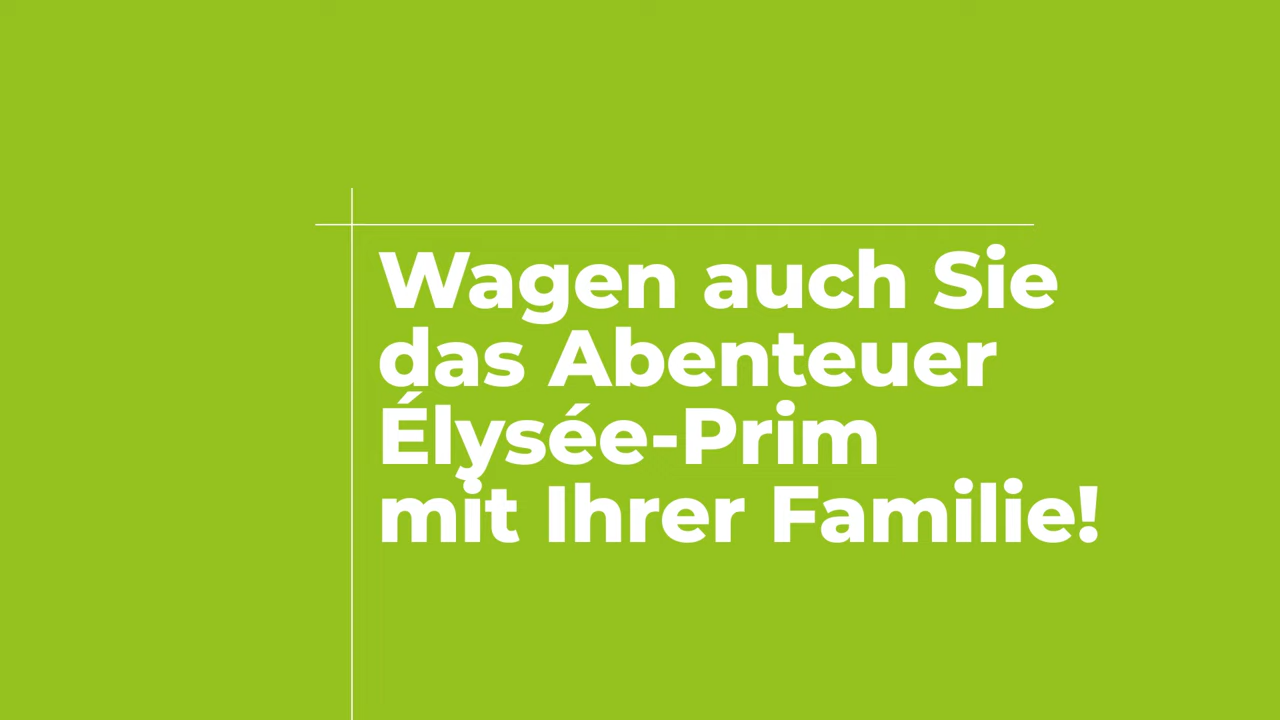 Wagen auch Sie
das Abenteuer
Élysée-Prim
mit Ihrer Familie!